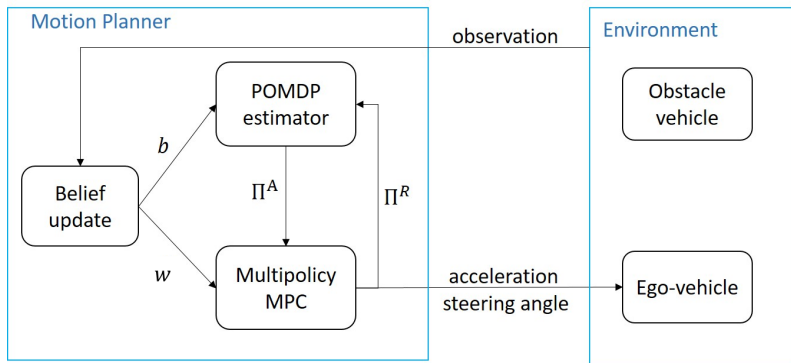 Motion Planner
observation
Environment
POMDP
estimator
Obstacle
vehicle
b
Belief
update
Π^A
Π^R
w
Multipolicy
MPC
acceleration
steering angle
Ego-vehicle